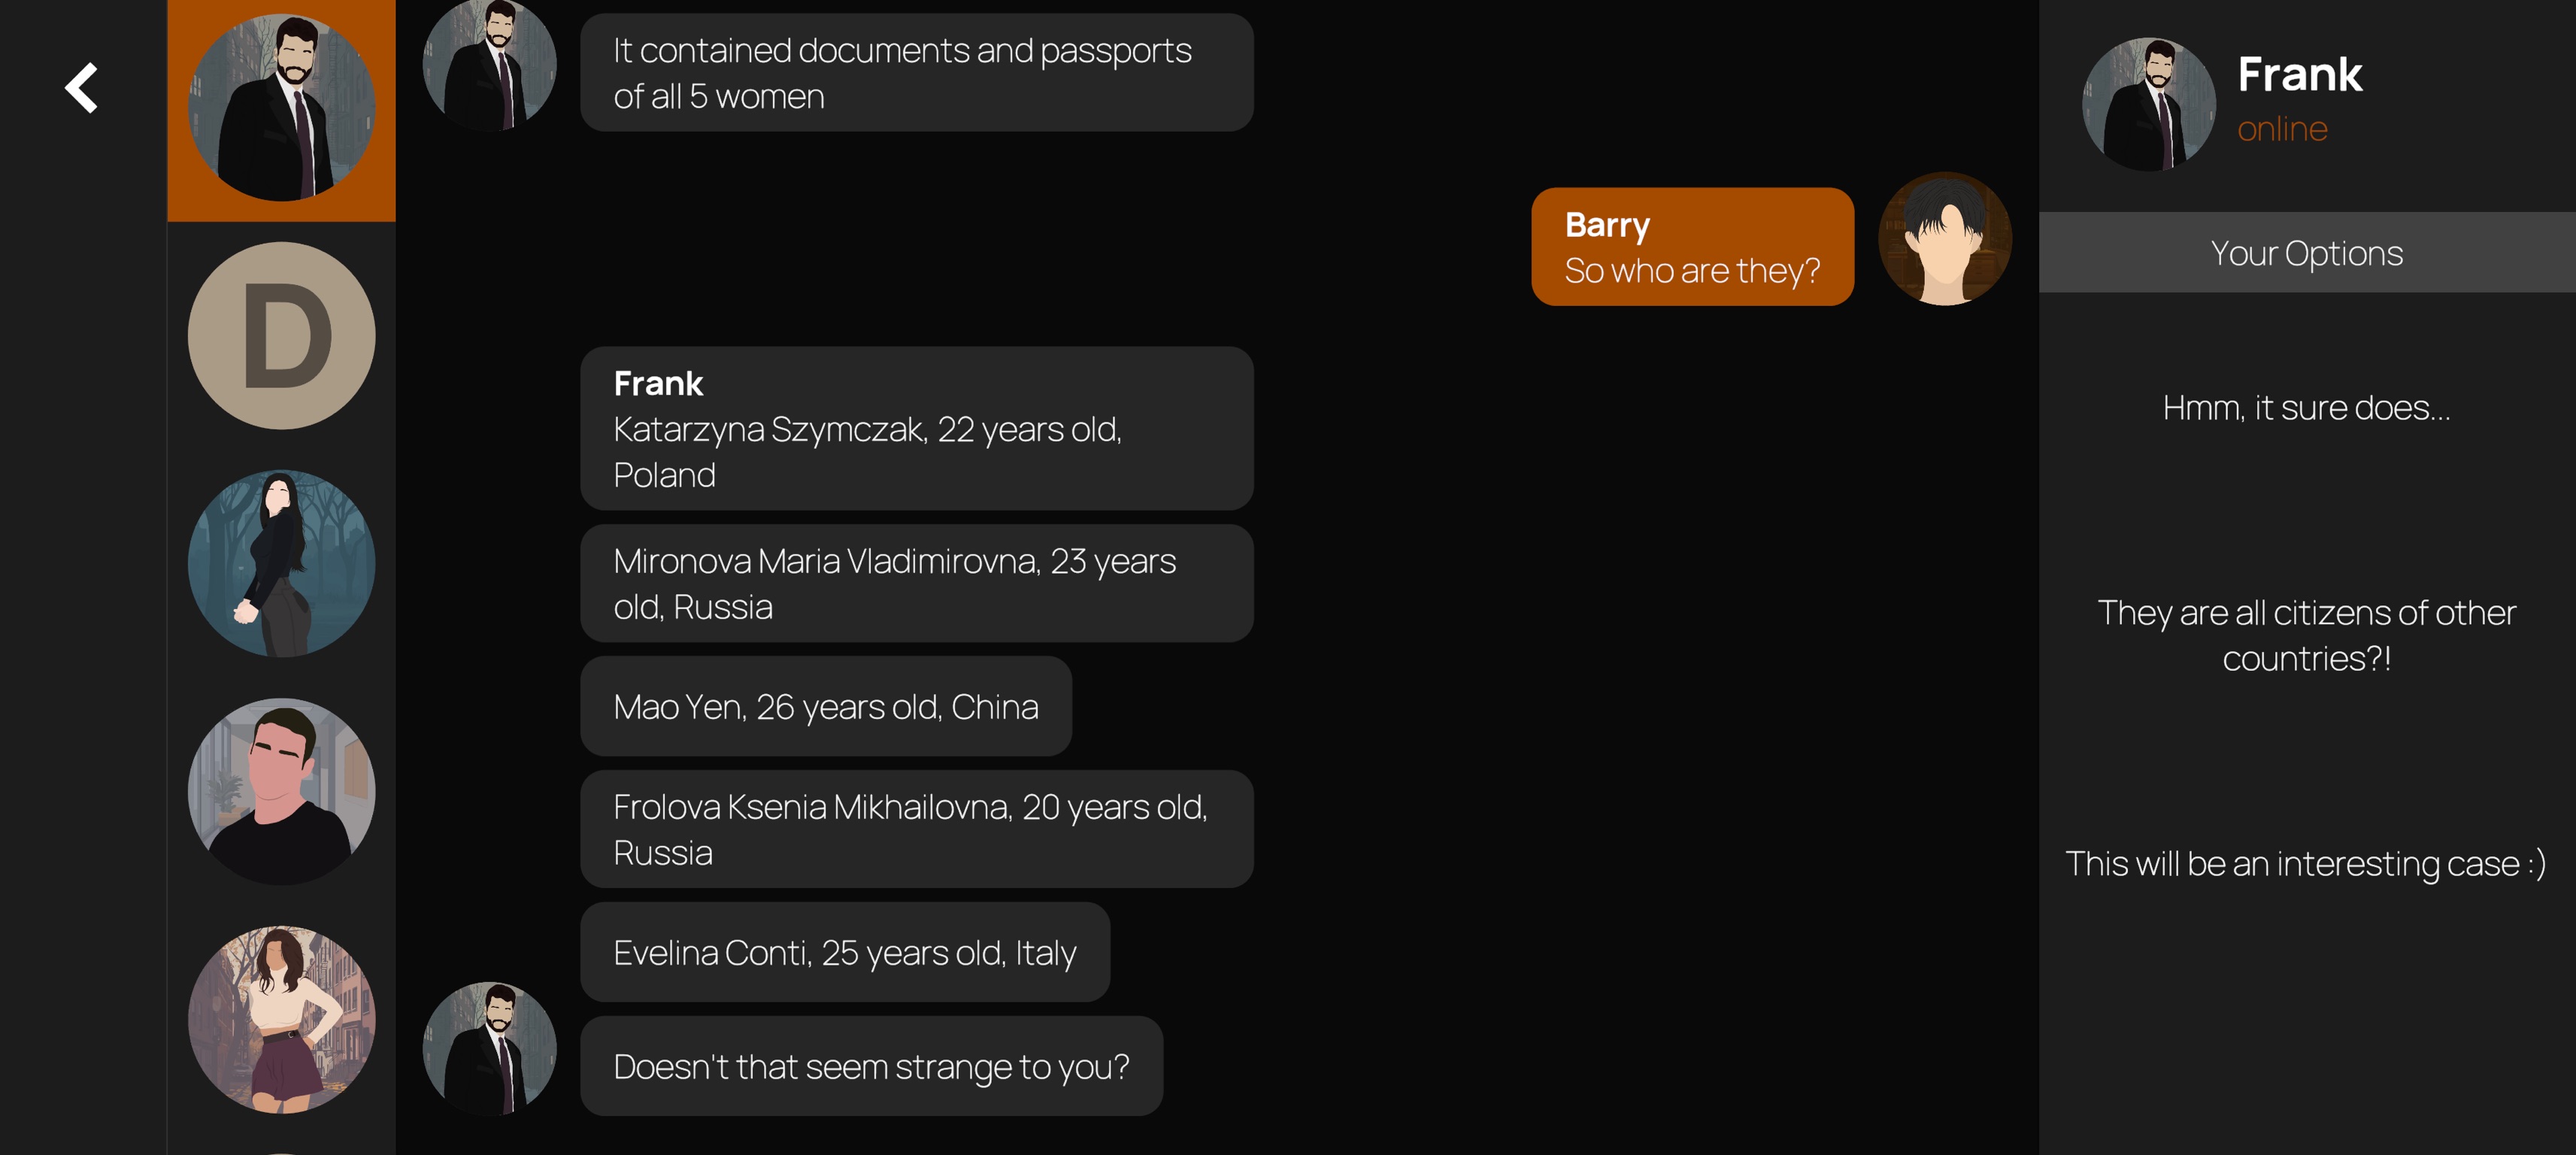 It contained documents and passports
of all 5 women
Barry
So who are they?
Frank
Katarzyna Szymczak, 22 years old,
Poland
Mironova Maria Vladimirovna, 23 years
old, Russia
Mao Yen, 26 years old, China
Frolova Ksenia Mikhailovna, 20 years old,
Russia
Evelina Conti, 25 years old, Italy
Doesn't that seem strange to you?
D
Frank
online
Your Options
Hmm, it sure does...
They are all citizens of other
countries?!
This will be an interesting case :)